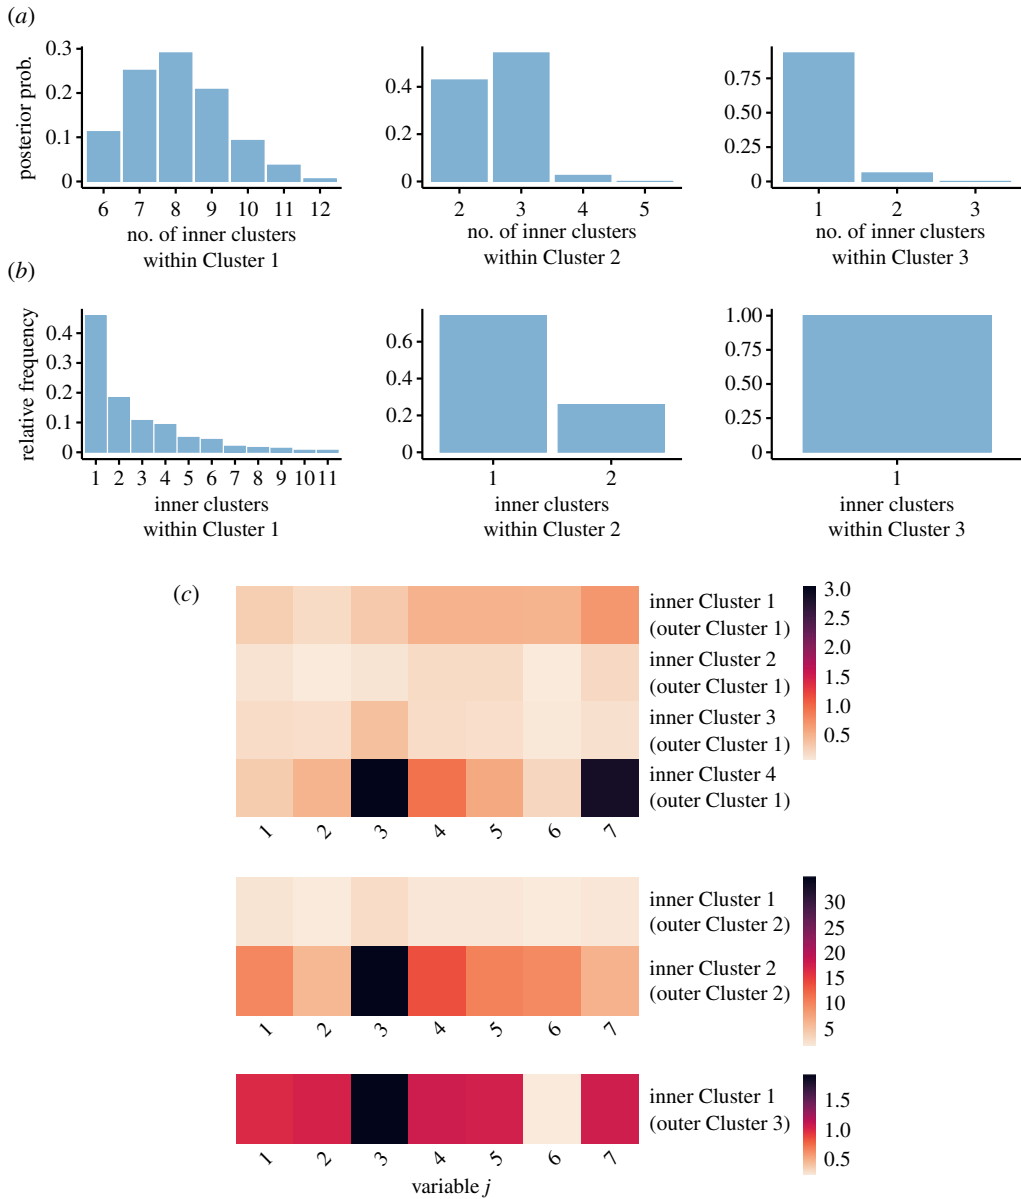 (a)
posterior prob.
0.3
0.2
0.1
0
6 7 8 9 10 11 12
no. of inner clusters
within Cluster 1
0.4
0.2
0
2 3 4 5
no. of inner clusters
within Cluster 2
0.75
0.50
0.25
0
1 2 3
no. of inner clusters
within Cluster 3
(b)
relative frequency
0.4
0.3
0.2
0.1
0
1 2 3 4 5 6 7 8 9 10 11
inner clusters
within Cluster 1
0.6
0.4
0.2
0
1 2
inner clusters
within Cluster 2
1.00
0.75
0.50
0.25
0
1
inner clusters
within Cluster 3
(c)
inner Cluster 1
(outer Cluster 1)
inner Cluster 2
(outer Cluster 1)
inner Cluster 3
(outer Cluster 1)
inner Cluster 4
(outer Cluster 1)
3.0
2.5
2.0
1.5
1.0
0.5
1 2 3 4 5 6 7
inner Cluster 1
(outer Cluster 2)
inner Cluster 2
(outer Cluster 2)
30
25
20
15
10
5
1 2 3 4 5 6 7
inner Cluster 1
(outer Cluster 3)
1.5
1.0
0.5
1 2 3 4 5 6 7
variable j